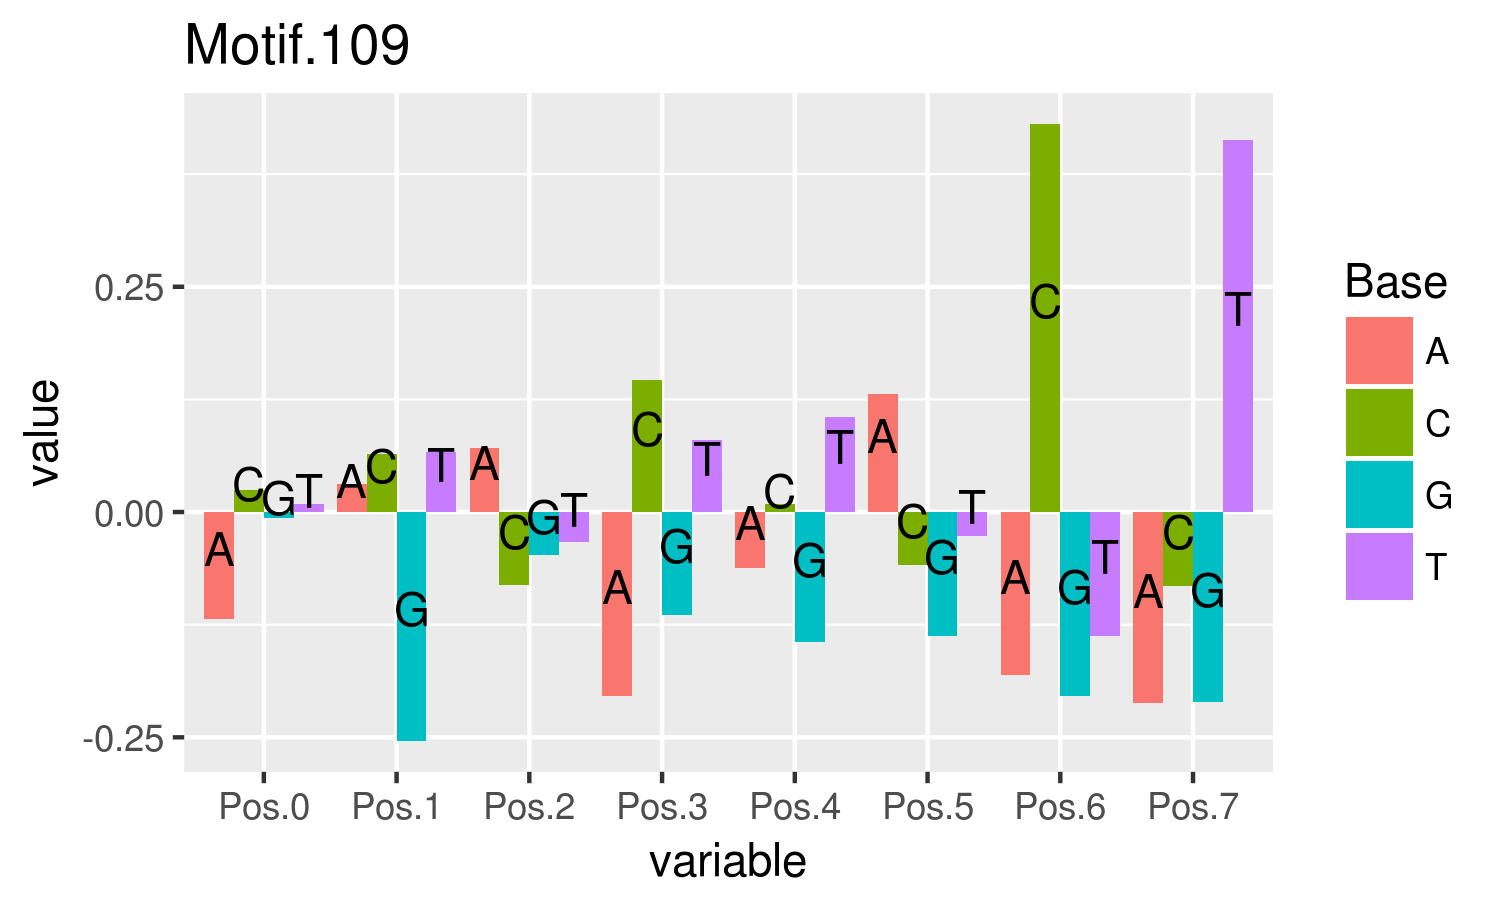 Motif.109
value
0.25
0.00
-0.25
A C G T A C G T A C G T A C G T A C G T A C G T A C G T A C G T
Pos.0 Pos.1 Pos.2 Pos.3 Pos.4 Pos.5 Pos.6 Pos.7
variable
Base
A
C
G
T